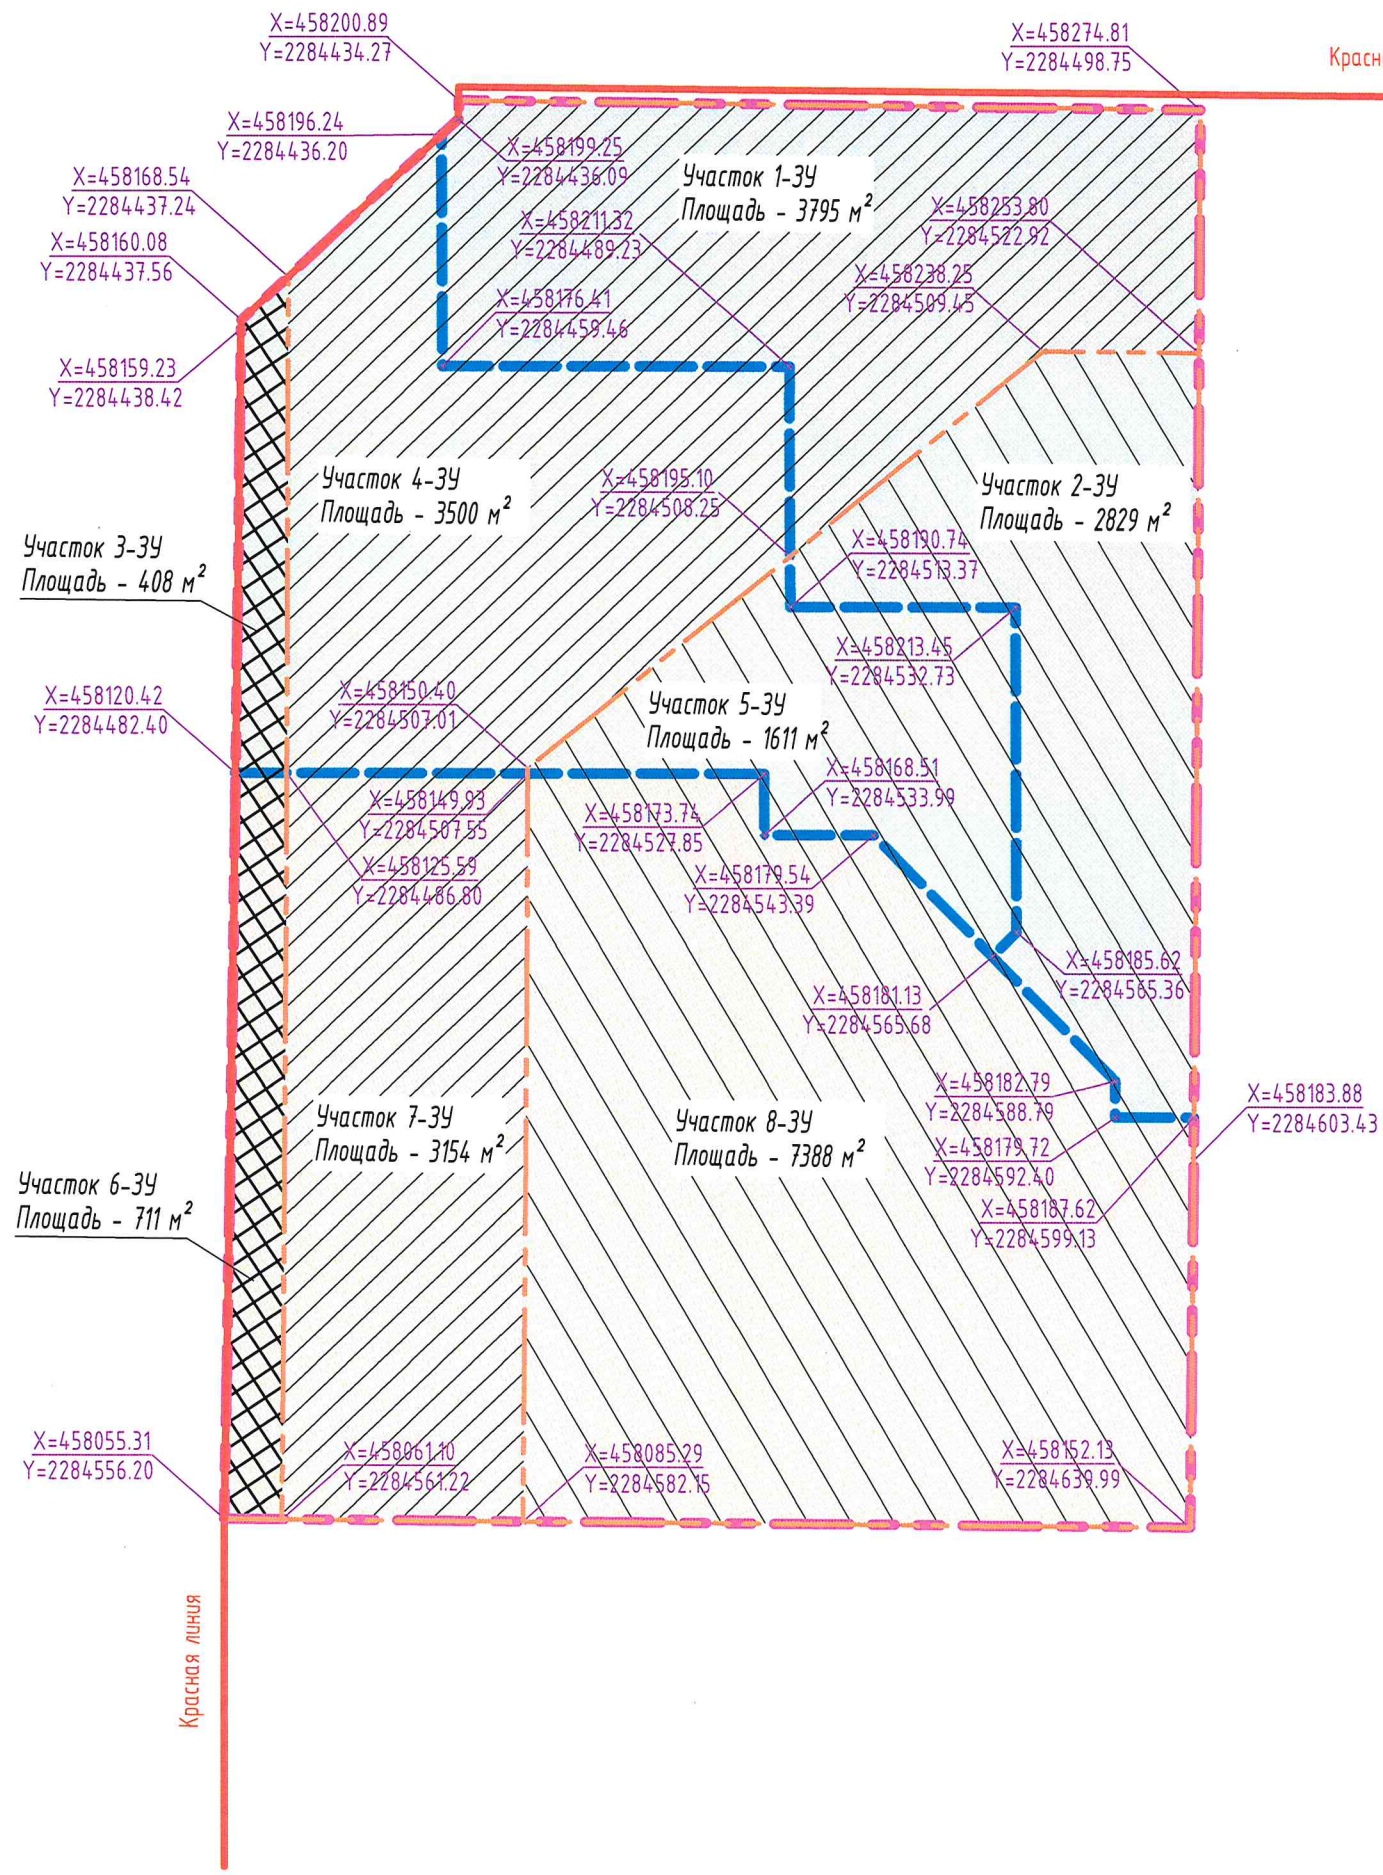 X=458200.89
Y=2284434.27
X=458274.81
Y=2284498.75
Красн
X=458196.24
Y=2284436.20
X=458199.25
Y=2284436.09
Участок 1-ЗУ
Площадь - 3795 м²
X=458168.54
Y=2284437.24
X=458253.80
Y=2284522.92
X=458211.32
Y=2284489.23
X=458160.08
Y=2284437.56
X=458238.25
Y=2284509.45
X=458176.41
Y=2284459.46
X=458159.23
Y=2284438.42
Участок 4-ЗУ
Площадь - 3500 м²
X=458195.10
Y=2284508.25
Участок 2-ЗУ
Площадь - 2829 м²
Участок 3-ЗУ
Площадь - 408 м²
X=458190.74
Y=2284513.37
X=458213.45
Y=2284532.73
X=458120.42
Y=2284482.40
X=458150.40
Y=2284507.01
Участок 5-ЗУ
Площадь - 1611 м²
X=458168.51
Y=2284533.99
X=458149.93
Y=2284507.55
X=458173.74
Y=2284527.85
X=458125.59
Y=2284486.80
X=458179.54
Y=2284543.39
X=458185.62
Y=2284565.36
X=458181.13
Y=2284565.68
X=458182.79
Y=2284588.79
X=458183.88
Y=2284603.43
Участок 7-ЗУ
Площадь - 3154 м²
Участок 8-ЗУ
Площадь - 7388 м²
X=458179.72
Y=2284592.40
Участок 6-ЗУ
Площадь - 711 м²
X=458187.62
Y=2284599.13
X=458055.31
Y=2284556.20
X=458061.10
Y=2284561.22
X=458085.29
Y=2284582.15
X=458152.13
Y=2284639.99
Красная линия